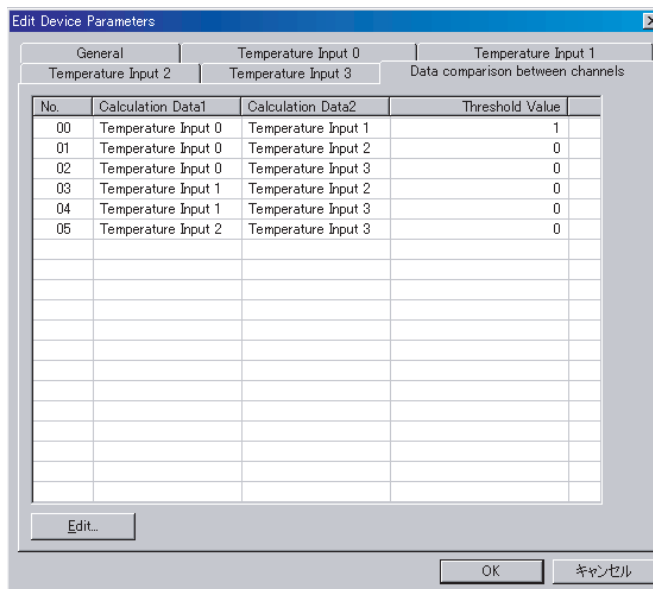 Edit Device Parameters
General Temperature Input 0 Temperature Input 1
Temperature Input 2 Temperature Input 3 Data comparison between channels
No. Calculation Data1 Calculation Data2 Threshold Value
00 Temperature Input 0 Temperature Input 1 1
01 Temperature Input 0 Temperature Input 2 0
02 Temperature Input 0 Temperature Input 3 0
03 Temperature Input 1 Temperature Input 2 0
04 Temperature Input 1 Temperature Input 3 0
05 Temperature Input 2 Temperature Input 3 0
Edit...
OK キャンセル